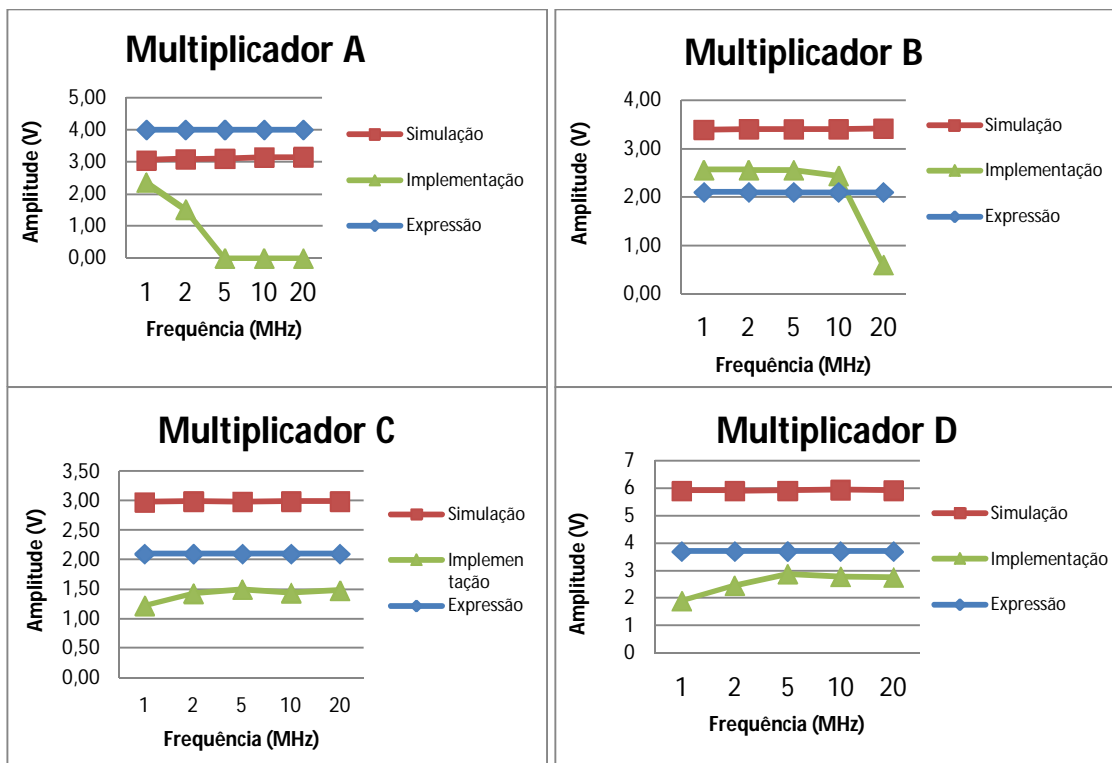 Multiplicador A
5,00
4,00
3,00
2,00
1,00
0,00
Amplitude (V)
1 2 5 10 20
Frequência (MHz)
Simulação
Implementação
Expressão
Multiplicador B
4,00
3,00
2,00
1,00
0,00
Amplitude (V)
1 2 5 10 20
Frequência (MHz)
Simulação
Implementação
Expressão
Multiplicador C
3,50
3,00
2,50
2,00
1,50
1,00
0,50
0,00
Amplitude (V)
1 2 5 10 20
Frequência (MHz)
Simulação
Implemen
tação
Expressão
Multiplicador D
7
6
5
4
3
2
1
0
Amplitude (V)
1 2 5 10 20
Frequência (MHz)
Simulação
Implementação
Expressão